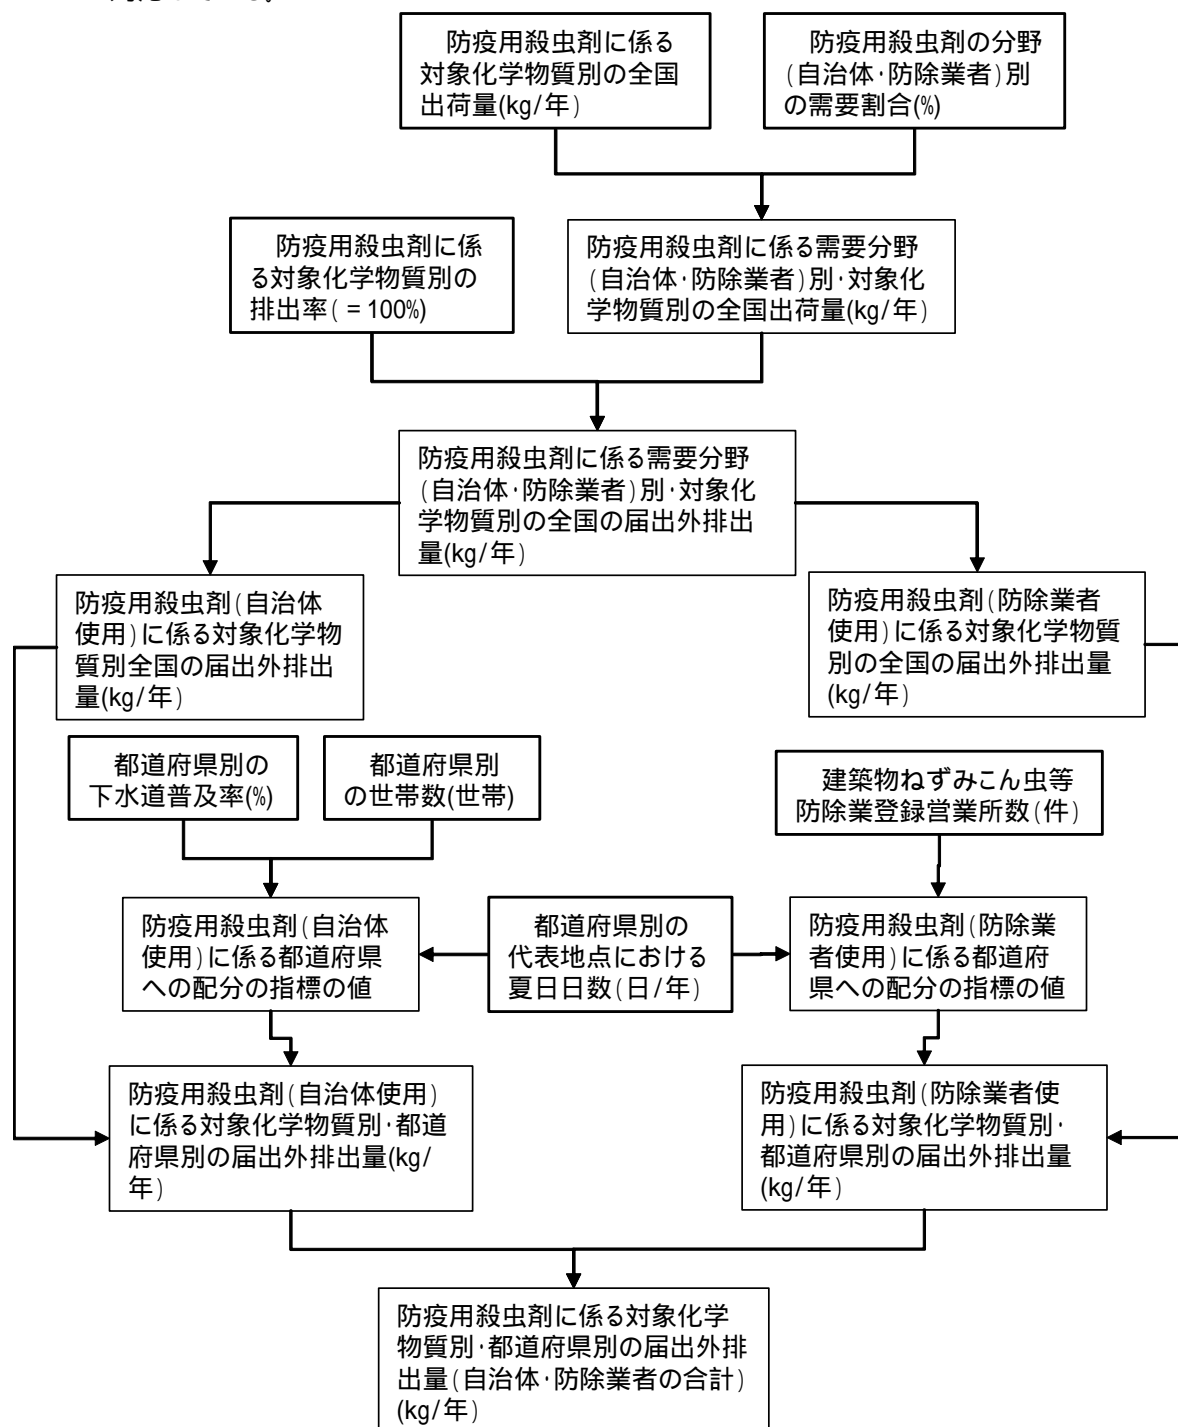 防疫用殺虫剤に係る
対象化学物質別の全国
出荷量(kg/年)
防疫用殺虫剤の分野
(自治体·防除業者)別
の需要割合(%)
防疫用殺虫剤に係
る対象化学物質別の
排出率(=100%)
防疫用殺虫剤に係る需要分野
(自治体·防除業者)別·対象化
学物質別の全国出荷量(kg/年)
防疫用殺虫剤に係る需要分野
(自治体·防除業者)別·対象化
学物質別の全国の届出外排出
量(kg/年)
防疫用殺虫剤(自治体
使用)に係る対象化学物
質別全国の届出外排出
量(kg/年)
防疫用殺虫剤(防除業者
使用)に係る対象化学物質
別の全国の届出外排出量
(kg/年)
都道府県別の
下水道普及率(%)
都道府県別
の世帯数(世帯)
建築物ねずみこん虫等
防除業登録営業所数(件)
防疫用殺虫剤(自治体
使用)に係る都道府県
への配分の指標の値
都道府県別の
代表地点における
夏日日数(日/年)
防疫用殺虫剤(防除業
者使用)に係る都道府
県への配分の指標の値
防疫用殺虫剤(自治体使用)
に係る対象化学物質別·都道
府県別の届出外排出量(kg/
年)
防疫用殺虫剤(防除業者使
用)に係る対象化学物質別·
都道府県別の届出外排出量
(kg/年)
防疫用殺虫剤に係る対象化学
物質別·都道府県別の届出外排
出量(自治体·防除業者の合計)
(kg/年)